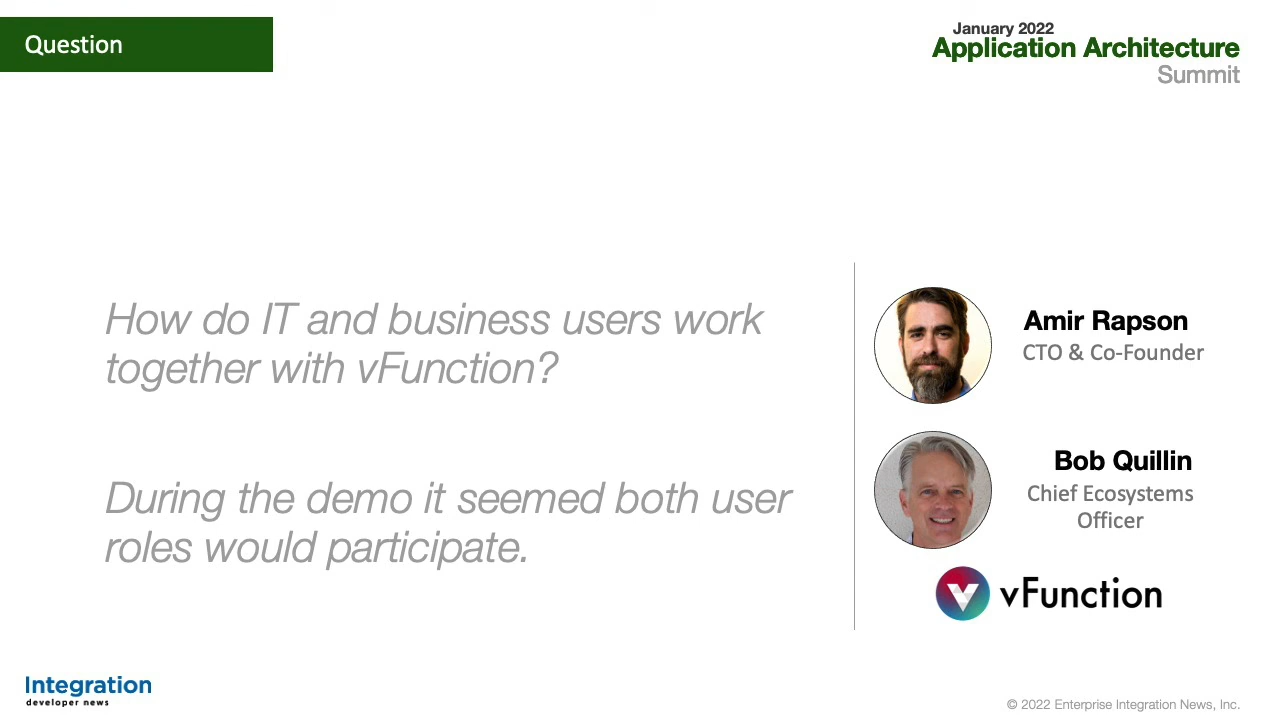 Question
January 2022
Application Architecture
Summit
How do IT and business users work
together with vFunction?
During the demo it seemed both user
roles would participate.
Amir Rapson
CTO & Co-Founder
Bob Quillin
Chief Ecosystems
Officer
vFunction
Integration
developer news
© 2022 Enterprise Integration News, Inc.